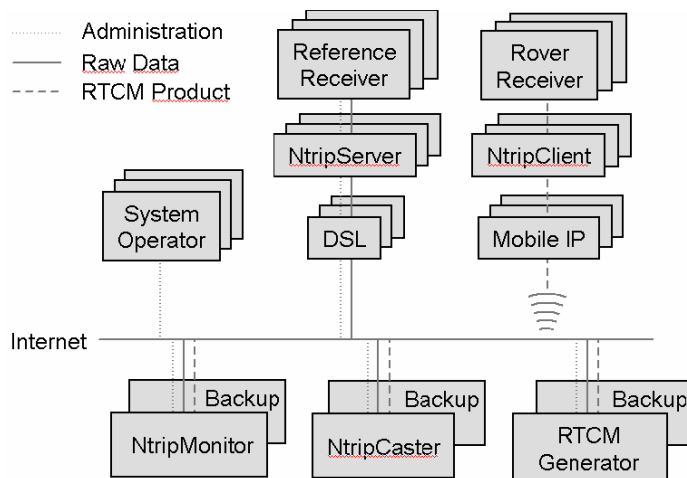 Administration
Raw Data
RTCM Product
Reference
Receiver
Rover
Receiver
NtripServer
NtripClient
System
Operator
DSL
Mobile IP
Internet
Backup
NtripMonitor
Backup
NtripCaster
Backup
RTCM
Generator